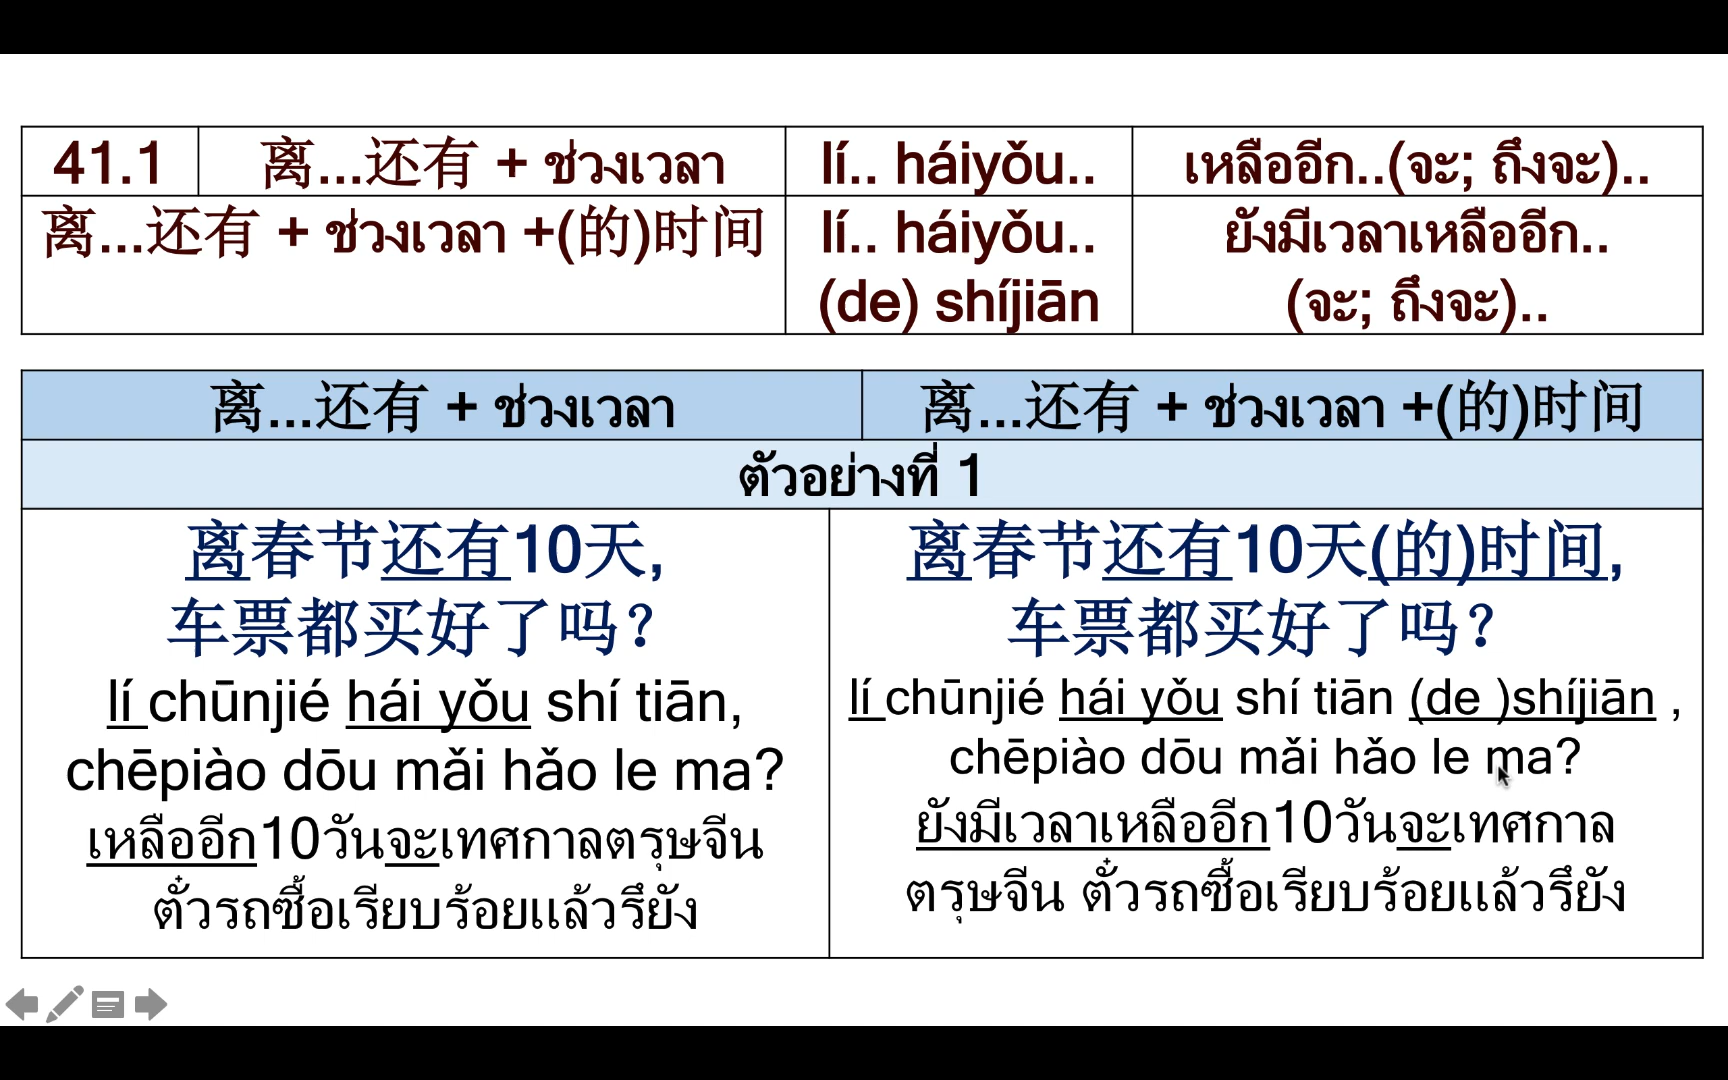 41.1 离...还有 + ช่วงเวลา lí.. háiyǒu.. เหลืออีก..(จะ; ถึงจะ)..
离...还有 + ช่วงเวลา +(的)时间 lí.. háiyǒu.. ยังมีเวลาเหลืออีก..
(de) shíjiān (จะ; ถึงจะ)..
离...还有 + ช่วงเวลา 离...还有 + ช่วงเวลา +(的)时间
ตัวอย่างที่ 1
离春节还有10天,
车票都买好了吗?
lí chūnjié hái yǒu shí tiān,
chēpiào dōu mǎi hǎo le ma?
เหลืออีก10วันจะเทศกาลตรุษจีน
ตั๋วรถซื้อเรียบร้อยแล้วรึยัง
离春节还有10天(的)时间,
车票都买好了吗?
lí chūnjié hái yǒu shí tiān (de )shíjiān ,
chēpiào dōu mǎi hǎo le ma?
ยังมีเวลาเหลืออีก10วันจะเทศกาล
ตรุษจีน ตั๋วรถซื้อเรียบร้อยแล้วรึยัง